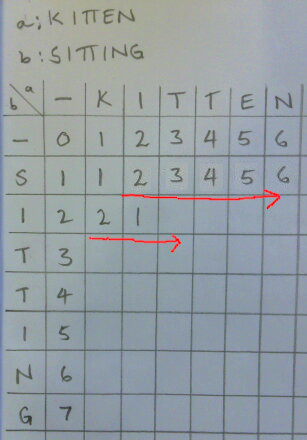 a: KITTEN
b: SITTING
b a – K I T T E N
– 0 1 2 3 4 5 6
S 1 1 2 3 4 5 6
I 2 2 1
T 3
T 4
I 5
N 6
G 7